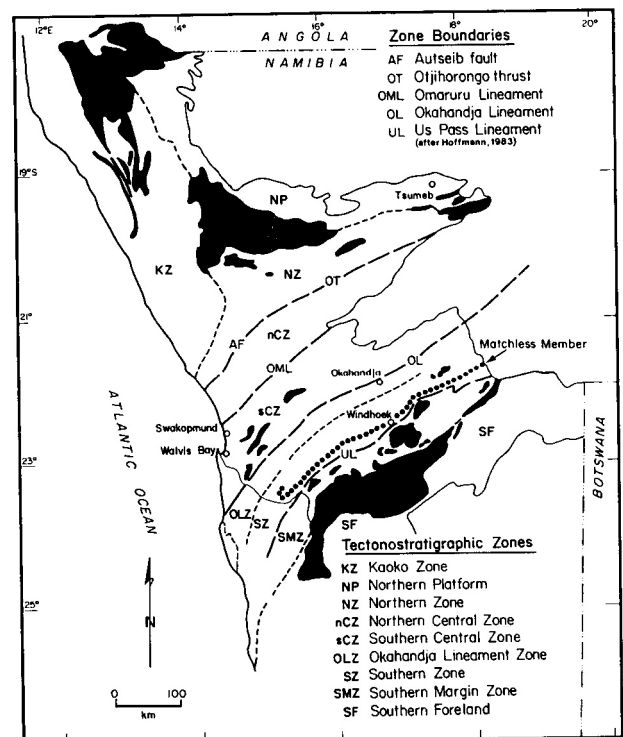 12°E
14°
16°
18°
20°
ANGOLA
NAMIBIA
Zone Boundaries
AF Autseib fault
OT Otjihorongo thrust
OML Omaruru Lineament
OL Okahandja Lineament
UL Us Pass Lineament
(after Hoffmann, 1983)
19°S
NP
Tsumeb
KZ
NZ
OT
21°
AF
nCZ
OML
Okahandja
OL
Matchless Member
sCZ
Swakopmund
Windhoek
Walvis Bay
UL
SF
23°
ATLANTIC OCEAN
BOTSWANA
OLZ
SZ
SMZ
SF
Tectonostratigraphic Zones
KZ Kaoko Zone
NP Northern Platform
NZ Northern Zone
nCZ Northern Central Zone
sCZ Southern Central Zone
OLZ Okahandja Lineament Zone
SZ Southern Zone
SMZ Southern Margin Zone
SF Southern Foreland
25°
N
0 100
km